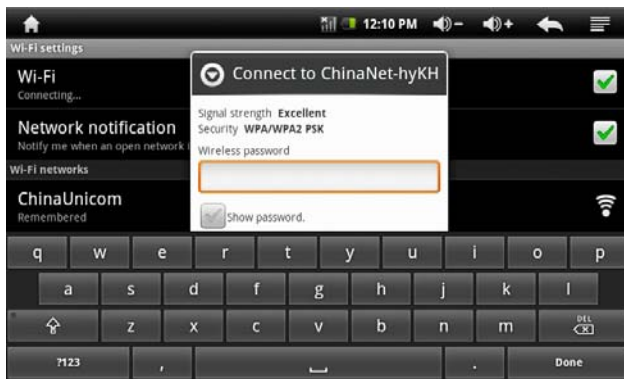 12:10 PM
Wi-Fi settings
Wi-Fi
Connecting...
Network notification
Notify me when an open network
Wi-Fi networks
ChinaUnicom
Remembered
Connect to ChinaNet-hyKH
Signal strength Excellent
Security WPA/WPA2 PSK
Wireless password
Show password.
q w e r t y u i o p
a s d f g h j k l
z x c v b n m DEL
?123 , . Done